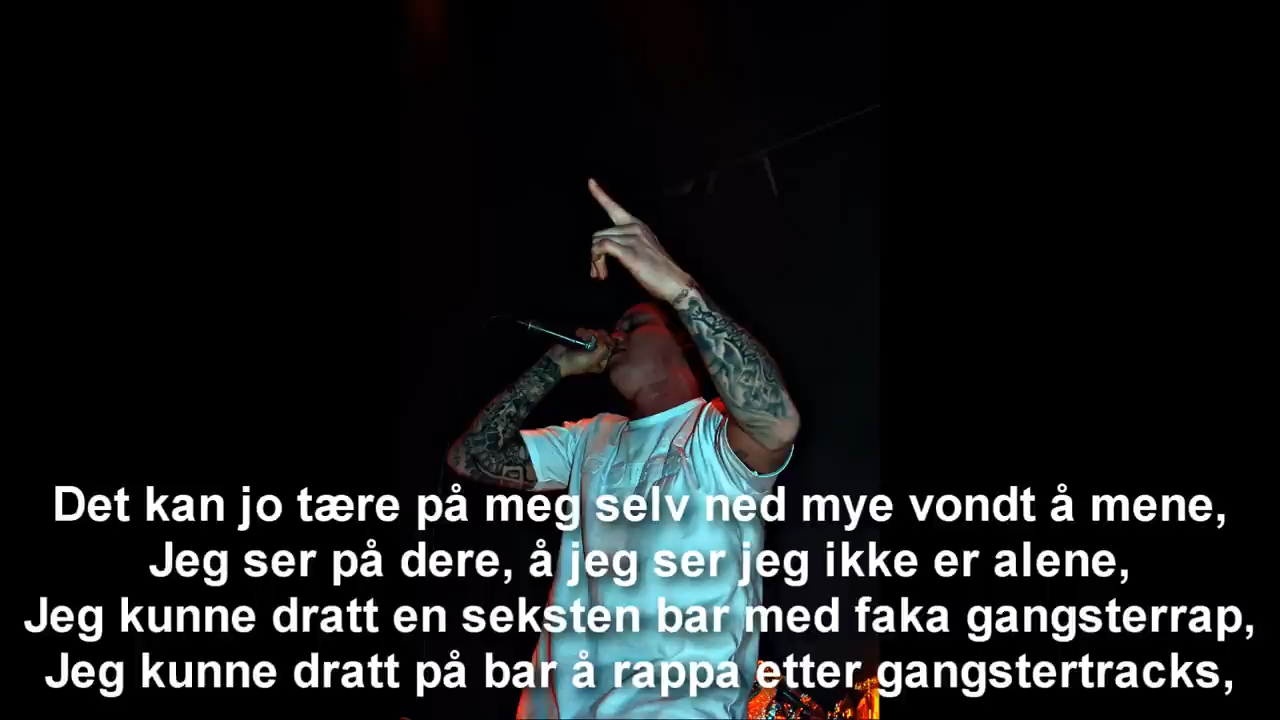 Det kan jo tære på meg selv ned mye vondt å mene,
Jeg ser på dere, å jeg ser jeg ikke er alene,
Jeg kunne dratt en seksten bar med faka gangsterrap,
Jeg kunne dratt på bar å rappa etter gangstertracks,